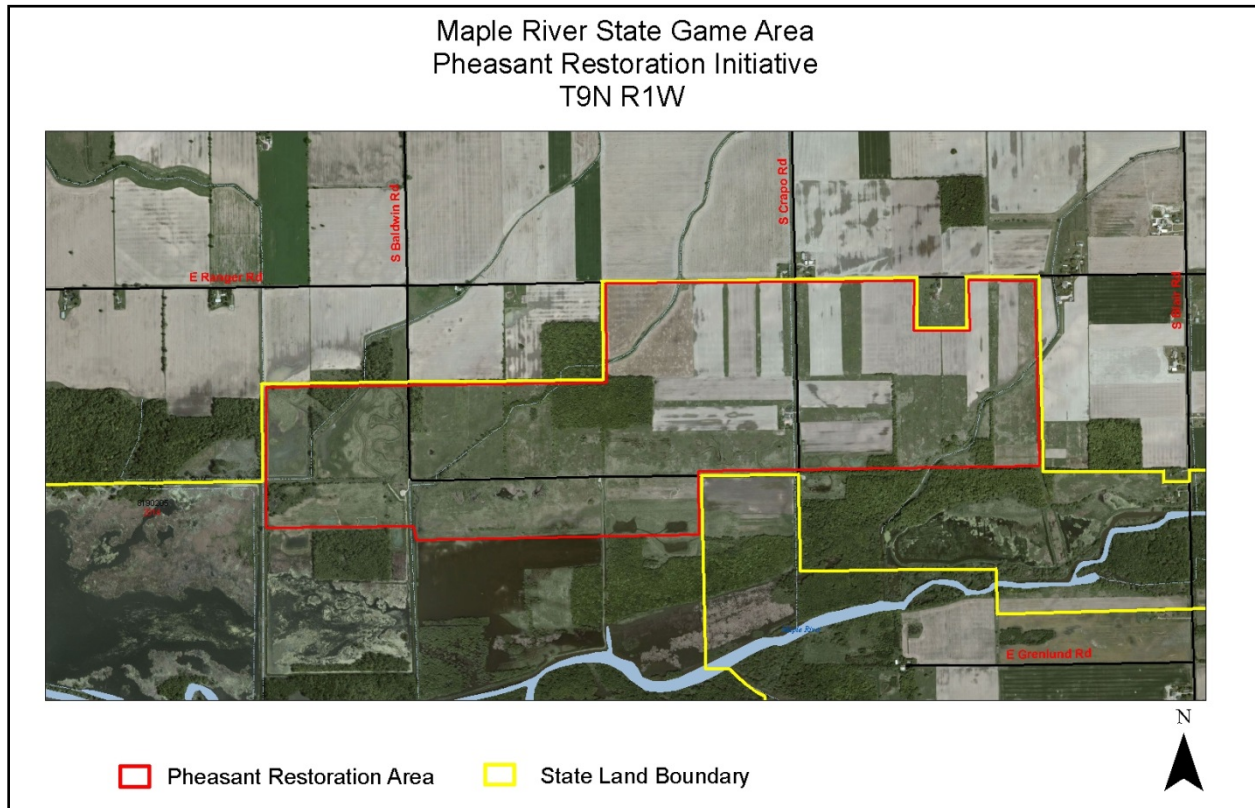 Maple River State Game Area
Pheasant Restoration Initiative
T9N R1W
S Baldwin Rd
S Crapo Rd
E Ranger Rd
Maple River
E Grenlund Rd
N
Pheasant Restoration Area
State Land Boundary